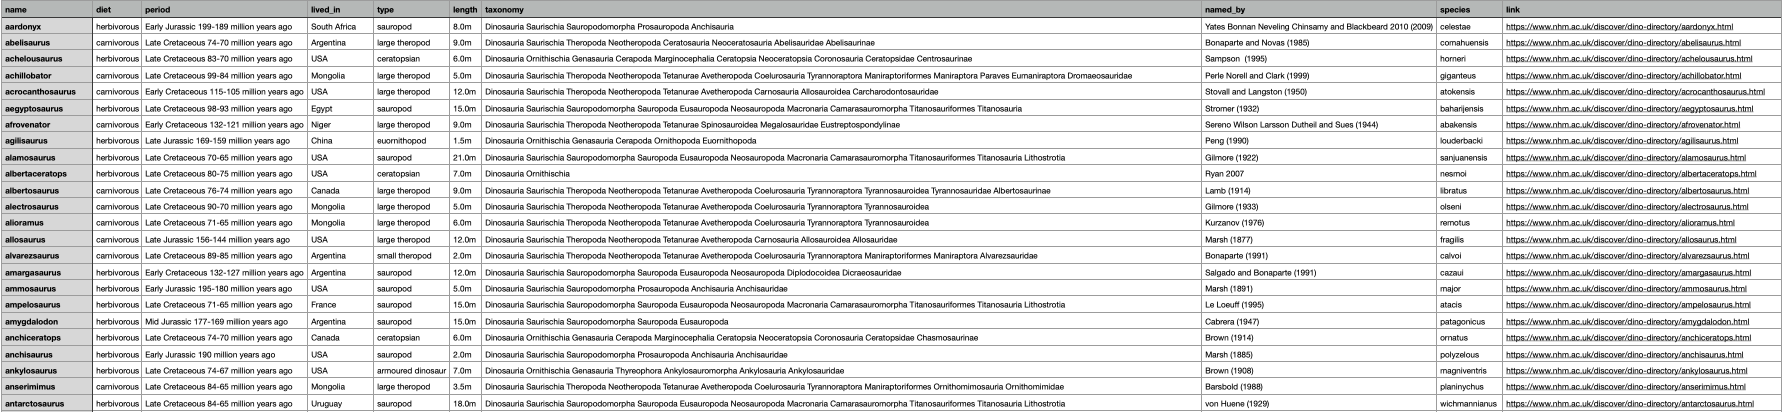 name diet period lived_in type length taxonomy named_by species link
aardonyx herbivorous Early Jurassic 199-189 million years ago South Africa sauropod 8.0m Dinosauria Saurischia Sauropodomorpha Prosauropoda Anchisauria Yates Bonnan Neveling Chinsamy and Blackbeard 2010 (2009) celestae https://www.nhm.ac.uk/discover/dino-directory/aardonyx.html
abelisaurus carnivorous Late Cretaceous 74-70 million years ago Argentina large theropod 9.0m Dinosauria Saurischia Theropoda Neotheropoda Ceratosauria Neoceratosauria Abelisauridae Abelisaurinae Bonaparte and Novas (1985) comahuensis https://www.nhm.ac.uk/discover/dino-directory/abelisaurus.html
achelousaurus herbivorous Late Cretaceous 83-70 million years ago USA ceratopsian 6.0m Dinosauria Ornithischia Genasauria Cerapoda Marginocephalia Ceratopsia Neoceratopsia Coronosauria Ceratopsidae Centrosaurinae Sampson (1995) horneri https://www.nhm.ac.uk/discover/dino-directory/achelousaurus.html
achillobator carnivorous Late Cretaceous 99-84 million years ago Mongolia large theropod 5.0m Dinosauria Saurischia Theropoda Neotheropoda Tetanurae Avetheropoda Coelurosauria Tyrannoraptora Maniraptoriformes Maniraptora Paraves Eumaniraptora Dromaeosauridae Perle Norell and Clark (1999) giganteus https://www.nhm.ac.uk/discover/dino-directory/achillobator.html
acrocanthosaurus carnivorous Early Cretaceous 115-105 million years ago USA large theropod 12.0m Dinosauria Saurischia Theropoda Neotheropoda Tetanurae Avetheropoda Carnosauria Allosauroidea Carcharodontosauridae Stovall and Langston (1950) atokensis https://www.nhm.ac.uk/discover/dino-directory/acrocanthosaurus.html
aegyptosaurus herbivorous Late Cretaceous 98-93 million years ago Egypt sauropod 15.0m Dinosauria Saurischia Sauropodomorpha Sauropoda Eusauropoda Neosauropoda Macronaria Camarasauromorpha Titanosauriformes Titanosauria Stromer (1932) baharijensis https://www.nhm.ac.uk/discover/dino-directory/aegyptosaurus.html
afrovenator carnivorous Early Cretaceous 132-121 million years ago Niger large theropod 9.0m Dinosauria Saurischia Theropoda Neotheropoda Tetanurae Spinosauroidea Megalosauridae Eustreptospondylinae Sereno Wilson Larsson Dutheil and Sues (1944) abakensis https://www.nhm.ac.uk/discover/dino-directory/afrovenator.html
agilisaurus herbivorous Late Jurassic 169-159 million years ago China euornithopod 1.5m Dinosauria Ornithischia Genasauria Cerapoda Ornithopoda Euornithopoda Peng (1990) louderbacki https://www.nhm.ac.uk/discover/dino-directory/agilisaurus.html
alamosaurus herbivorous Late Cretaceous 70-65 million years ago USA sauropod 21.0m Dinosauria Saurischia Sauropodomorpha Sauropoda Eusauropoda Neosauropoda Macronaria Camarasauromorpha Titanosauriformes Titanosauria Lithostrotia Gilmore (1922) sanjuanensis https://www.nhm.ac.uk/discover/dino-directory/alamosaurus.html
albertaceratops herbivorous Late Cretaceous 80-75 million years ago USA ceratopsian 7.0m Dinosauria Ornithischia Ryan 2007 nesmoi https://www.nhm.ac.uk/discover/dino-directory/albertaceratops.html
albertosaurus carnivorous Late Cretaceous 76-74 million years ago Canada large theropod 9.0m Dinosauria Saurischia Theropoda Neotheropoda Tetanurae Avetheropoda Coelurosauria Tyrannoraptora Tyrannosauroidea Tyrannosauridae Albertosaurinae Lamb (1914) libratus https://www.nhm.ac.uk/discover/dino-directory/albertosaurus.html
alectrosaurus carnivorous Late Cretaceous 90-70 million years ago Mongolia large theropod 5.0m Dinosauria Saurischia Theropoda Neotheropoda Tetanurae Avetheropoda Coelurosauria Tyrannoraptora Tyrannosauroidea Gilmore (1933) olseni https://www.nhm.ac.uk/discover/dino-directory/alectrosaurus.html
alioramus carnivorous Late Cretaceous 71-65 million years ago Mongolia large theropod 6.0m Dinosauria Saurischia Theropoda Neotheropoda Tetanurae Avetheropoda Coelurosauria Tyrannoraptora Tyrannosauroidea Kurzanov (1976) remotus https://www.nhm.ac.uk/discover/dino-directory/alioramus.html
allosaurus carnivorous Late Jurassic 156-144 million years ago USA large theropod 12.0m Dinosauria Saurischia Theropoda Neotheropoda Tetanurae Avetheropoda Carnosauria Allosauroidea Allosauridae Marsh (1877) fragilis https://www.nhm.ac.uk/discover/dino-directory/allosaurus.html
alvarezsaurus carnivorous Late Cretaceous 89-85 million years ago Argentina small theropod 2.0m Dinosauria Saurischia Theropoda Neotheropoda Tetanurae Avetheropoda Coelurosauria Tyrannoraptora Maniraptoriformes Maniraptora Alvarezsauridae Bonaparte (1991) calvoi https://www.nhm.ac.uk/discover/dino-directory/alvarezsaurus.html
amargasaurus herbivorous Early Cretaceous 132-127 million years ago Argentina sauropod 12.0m Dinosauria Saurischia Sauropodomorpha Sauropoda Eusauropoda Neosauropoda Diplodocoidea Dicraeosauridae Salgado and Bonaparte (1991) cazaui https://www.nhm.ac.uk/discover/dino-directory/amargasaurus.html
ammosaurus herbivorous Early Jurassic 195-180 million years ago USA sauropod 5.0m Dinosauria Saurischia Sauropodomorpha Prosauropoda Anchisauria Anchisauridae Marsh (1891) major https://www.nhm.ac.uk/discover/dino-directory/ammosaurus.html
ampelosaurus herbivorous Late Cretaceous 71-65 million years ago France sauropod 15.0m Dinosauria Saurischia Sauropodomorpha Sauropoda Eusauropoda Neosauropoda Macronaria Camarasauromorpha Titanosauriformes Titanosauria Lithostrotia Le Loeuff (1995) atacis https://www.nhm.ac.uk/discover/dino-directory/ampelosaurus.html
amygdalodon herbivorous Mid Jurassic 177-169 million years ago Argentina sauropod 15.0m Dinosauria Saurischia Sauropodomorpha Sauropoda Eusauropoda Cabrera (1947) patagonicus https://www.nhm.ac.uk/discover/dino-directory/amygdalodon.html
anchiceratops herbivorous Late Cretaceous 74-70 million years ago Canada ceratopsian 6.0m Dinosauria Ornithischia Genasauria Cerapoda Marginocephalia Ceratopsia Neoceratopsia Coronosauria Ceratopsidae Chasmosaurinae Brown (1914) ornatus https://www.nhm.ac.uk/discover/dino-directory/anchiceratops.html
anchisaurus herbivorous Early Jurassic 190 million years ago USA sauropod 2.0m Dinosauria Saurischia Sauropodomorpha Prosauropoda Anchisauria Anchisauridae Marsh (1885) polyzelous https://www.nhm.ac.uk/discover/dino-directory/anchisaurus.html
ankylosaurus herbivorous Late Cretaceous 74-67 million years ago USA armoured dinosaur 7.0m Dinosauria Ornithischia Genasauria Thyreophora Ankylosauromorpha Ankylosauria Ankylosauridae Brown (1908) magniventris https://www.nhm.ac.uk/discover/dino-directory/ankylosaurus.html
anserimimus carnivorous Late Cretaceous 84-65 million years ago Mongolia large theropod 3.5m Dinosauria Saurischia Theropoda Neotheropoda Tetanurae Avetheropoda Coelurosauria Tyrannoraptora Maniraptoriformes Ornithomimosauria Ornithomimidae Barsbold (1988) planinychus https://www.nhm.ac.uk/discover/dino-directory/anserimimus.html
antarctosaurus herbivorous Late Cretaceous 84-65 million years ago Uruguay sauropod 18.0m Dinosauria Saurischia Sauropodomorpha Sauropoda Eusauropoda Neosauropoda Macronaria Camarasauromorpha Titanosauriformes Titanosauria Lithostrotia von Huene (1929) wichmannianus https://www.nhm.ac.uk/discover/dino-directory/antarctosaurus.html